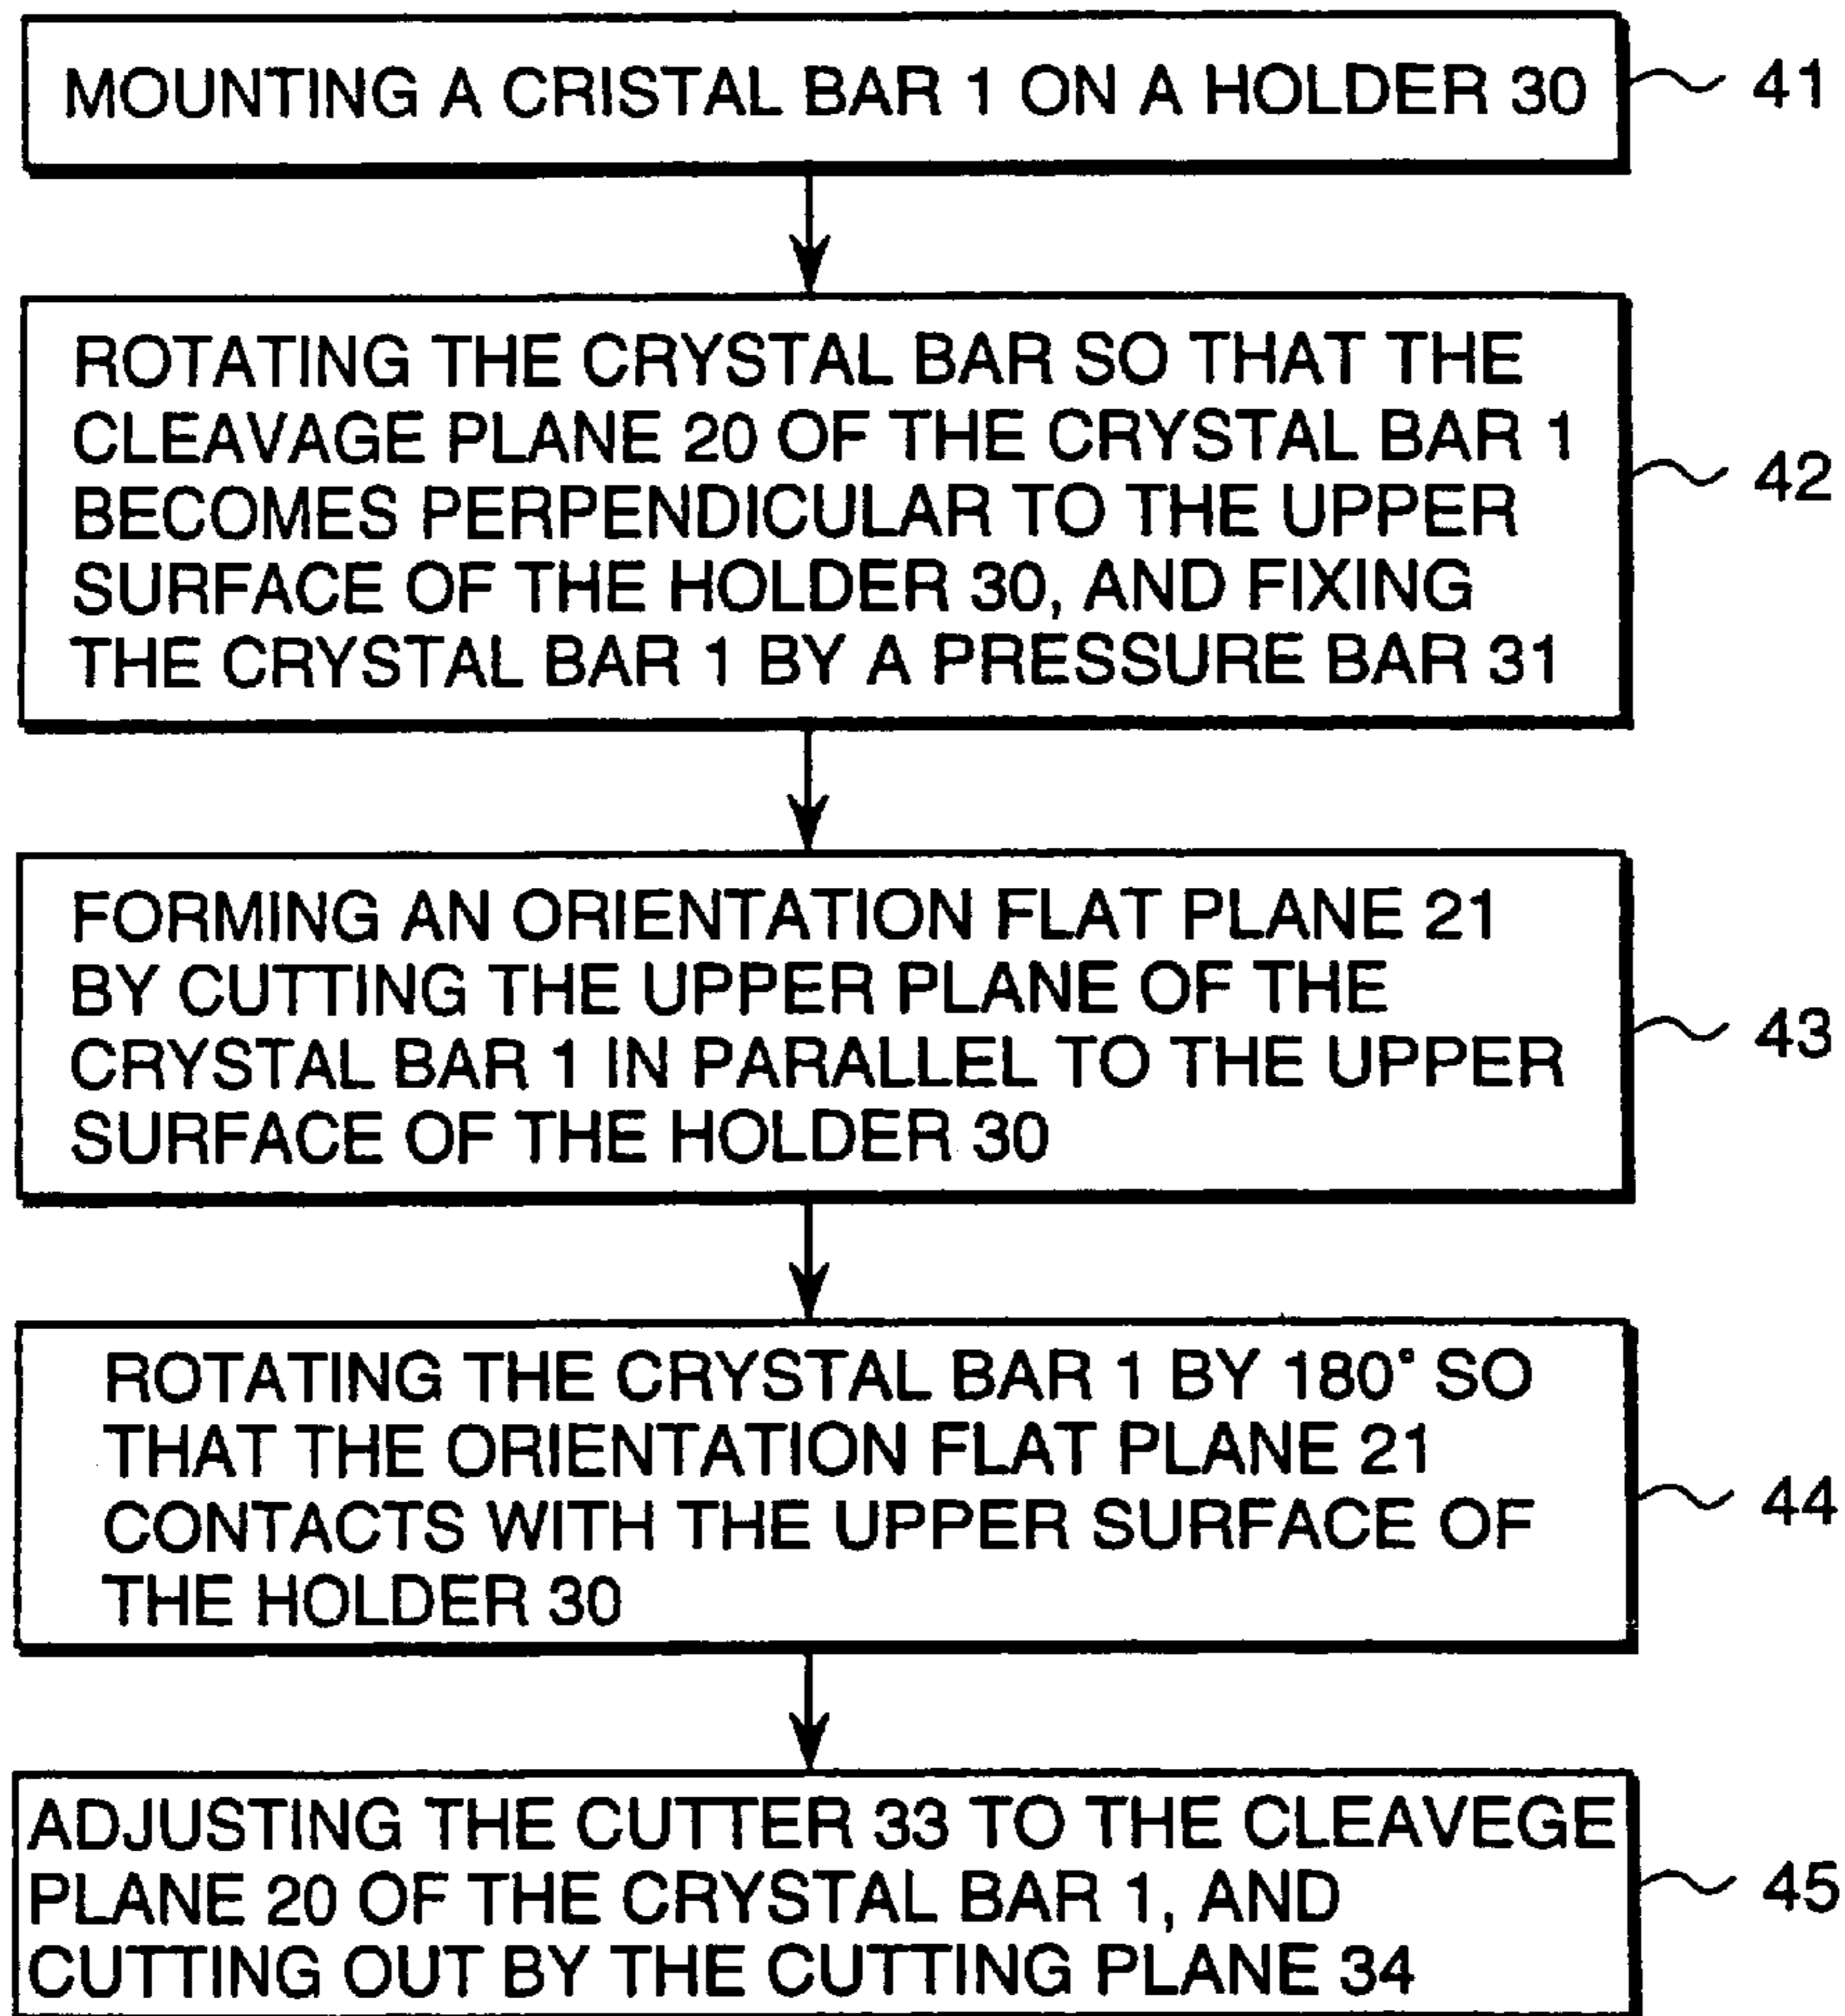 MOUNTING A CRISTAL BAR 1 ON A HOLDER 30
41
ROTATING THE CRYSTAL BAR SO THAT THE
CLEAVAGE PLANE 20 OF THE CRYSTAL BAR 1
BECOMES PERPENDICULAR TO THE UPPER
SURFACE OF THE HOLDER 30, AND FIXING
THE CRYSTAL BAR 1 BY A PRESSURE BAR 31
42
FORMING AN ORIENTATION FLAT PLANE 21
BY CUTTING THE UPPER PLANE OF THE
CRYSTAL BAR 1 IN PARALLEL TO THE UPPER
SURFACE OF THE HOLDER 30
43
ROTATING THE CRYSTAL BAR 1 BY 180° SO
THAT THE ORIENTATION FLAT PLANE 21
CONTACTS WITH THE UPPER SURFACE OF
THE HOLDER 30
44
ADJUSTING THE CUTTER 33 TO THE CLEAVEGE
PLANE 20 OF THE CRYSTAL BAR 1, AND
CUTTING OUT BY THE CUTTING PLANE 34
45